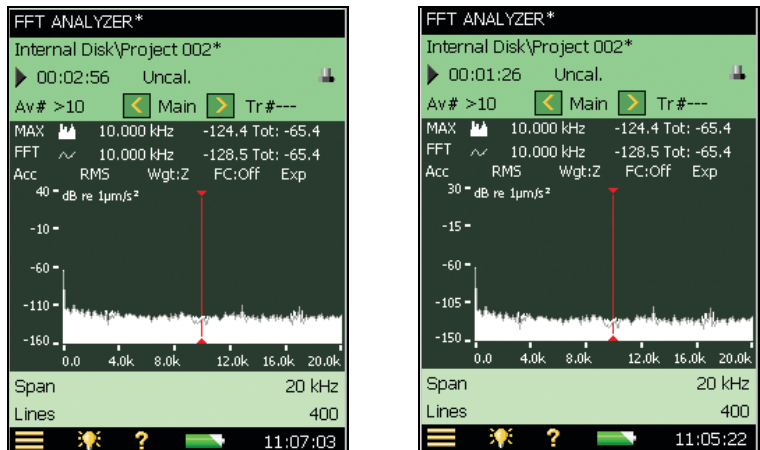 FFT ANALYZER*
Internal Disk\Project 002*
00:02:56 Uncal.
Av# >10 < Main > Tr#---
MAX 10.000 kHz -124.4 Tot: -65.4
FFT 10.000 kHz -128.5 Tot: -65.4
Acc RMS Wgt:Z FC:Off Exp
40 dB re 1µm/s²
-10
-60
-110
-160
0.0 4.0k 8.0k 12.0k 16.0k 20.0k
Span 20 kHz
Lines 400
? 11:07:03
FFT ANALYZER*
Internal Disk\Project 002*
00:01:26 Uncal.
Av# >10 < Main > Tr#---
MAX 10.000 kHz -124.4 Tot: -65.4
FFT 10.000 kHz -128.5 Tot: -65.4
Acc RMS Wgt:Z FC:Off Exp
30 dB re 1µm/s²
-15
-60
-105
-150
0.0 4.0k 8.0k 12.0k 16.0k 20.0k
Span 20 kHz
Lines 400
? 11:05:22